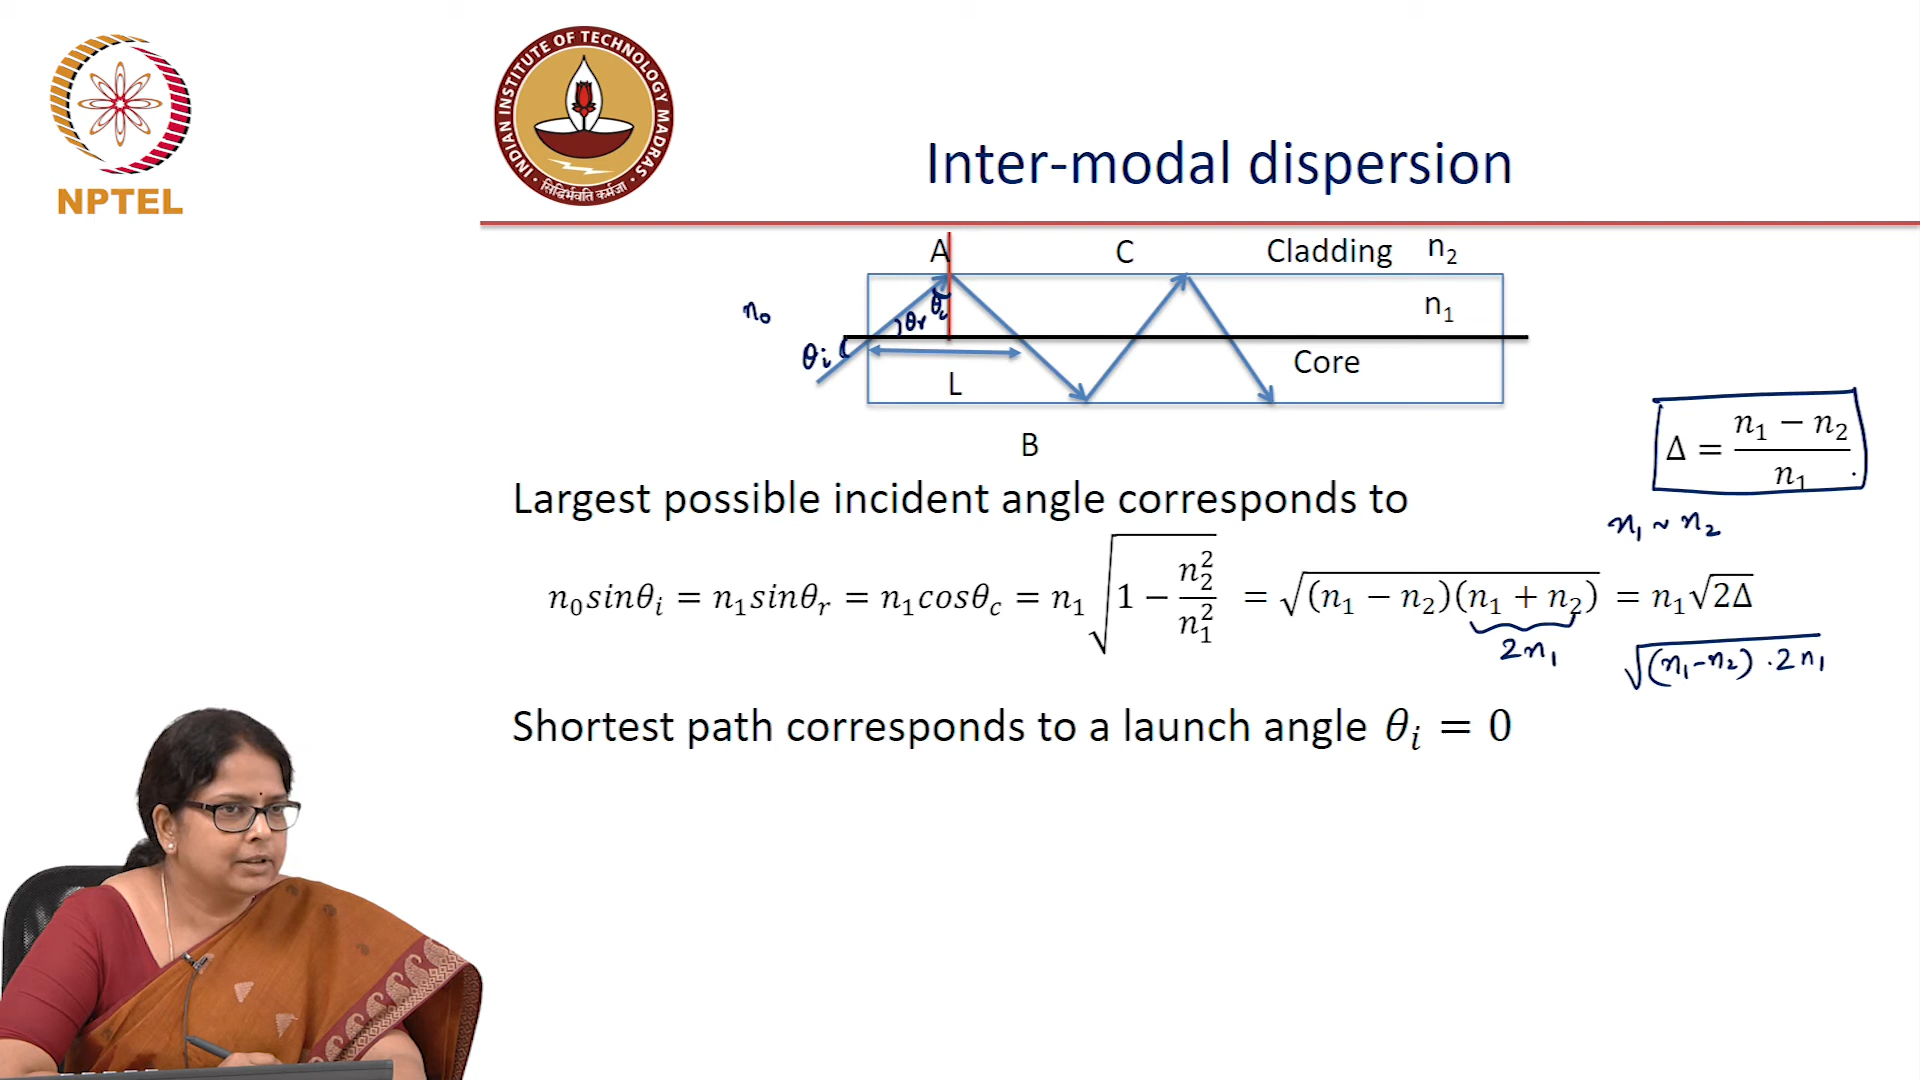 NPTEL
INDIAN INSTITUTE OF TECHNOLOGY MADRAS
सिद्धिर्भवति कर्मजा
Inter-modal dispersion
A
C
Cladding n₂
n₀
θᵣ θᵢ
n₁
θᵢ
L
Core
B
Δ = (n₁ − n₂)/n₁
Largest possible incident angle corresponds to
n₁ ~ n₂
n₀sinθᵢ = n₁sinθᵣ = n₁cosθ_c = n₁√(1 − n₂²/n₁²) = √((n₁ − n₂)(n₁ + n₂)) = n₁√(2Δ)
2n₁
√((n₁-n₂) · 2n₁)
Shortest path corresponds to a launch angle θᵢ = 0